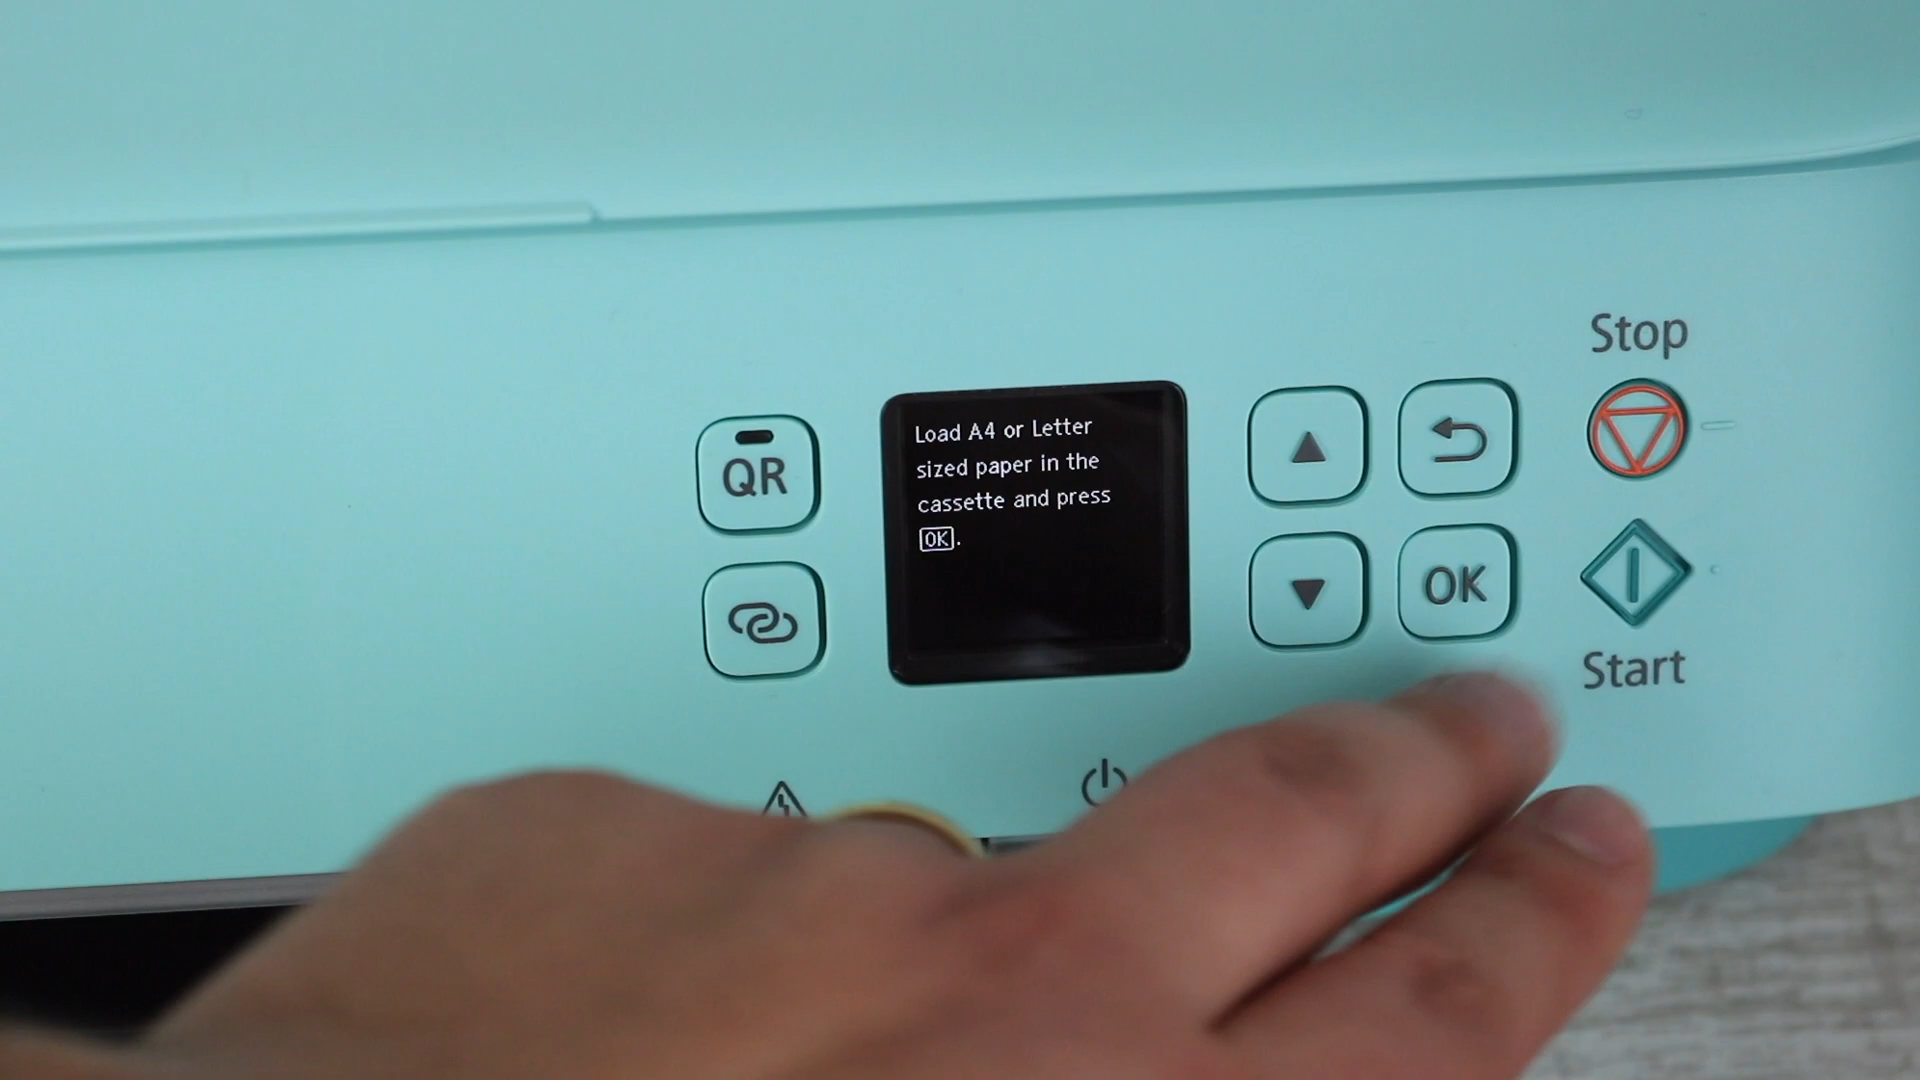 Stop
QR
Load A4 or Letter
sized paper in the
cassette and press
OK.
OK
Start